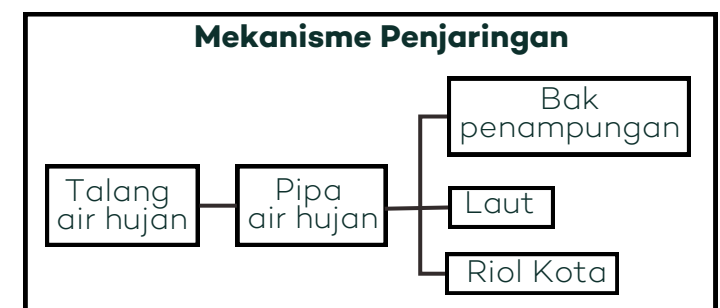 Mekanisme Penjaringan
Talang
air hujan
Pipa
air hujan
Bak
penampungan
Laut
Riol Kota